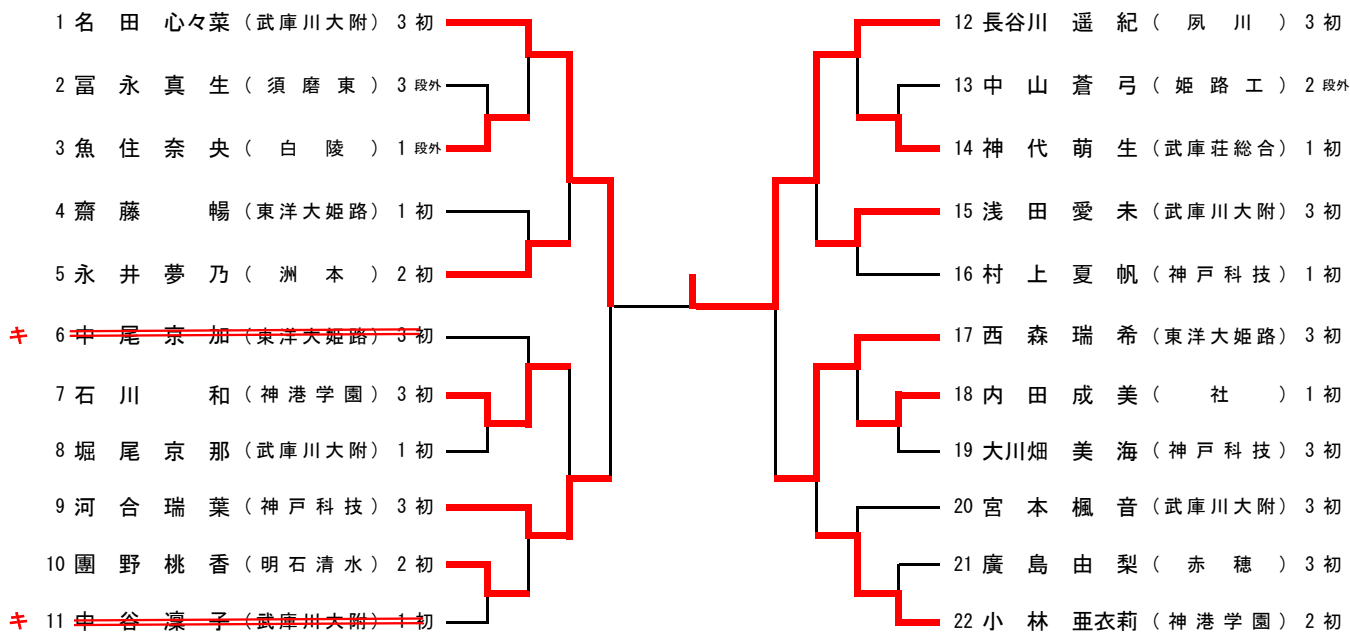 1 名田 心々菜 (武庫川大附) 3 初
2 冨永真生 (須磨東) 3 段外
3 魚住奈央 (白陵) 1 段外
4 齋藤 暢 (東洋大姫路) 1 初
5 永井夢乃 (洲本) 2 初
キ 6 中尾京加 (東洋大姫路) 3 初
7 石川 和 (神港学園) 3 初
8 堀尾京那 (武庫川大附) 1 初
9 河合瑞葉 (神戸科技) 3 初
10 團野桃香 (明石清水) 2 初
キ 11 中谷凜子 (武庫川大附) 1 初
12 長谷川 遥紀 (夙川) 3 初
13 中山蒼弓 (姫路工) 2 段外
14 神代萌生 (武庫荘総合) 1 初
15 浅田愛未 (武庫川大附) 3 初
16 村上夏帆 (神戸科技) 1 初
17 西森瑞希 (東洋大姫路) 3 初
18 内田成美 (社) 1 初
19 大川畑 美海 (神戸科技) 3 初
20 宮本楓音 (武庫川大附) 3 初
21 廣島由梨 (赤穂) 3 初
22 小林 亜衣莉 (神港学園) 2 初